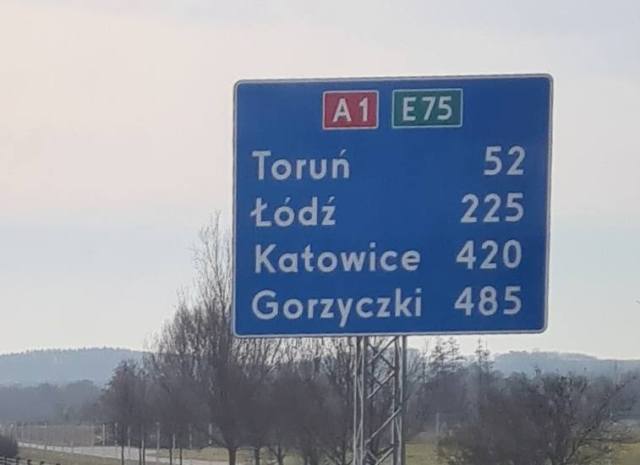 A1 E75
Toruń 52
Łódź 225
Katowice 420
Gorzyczki 485